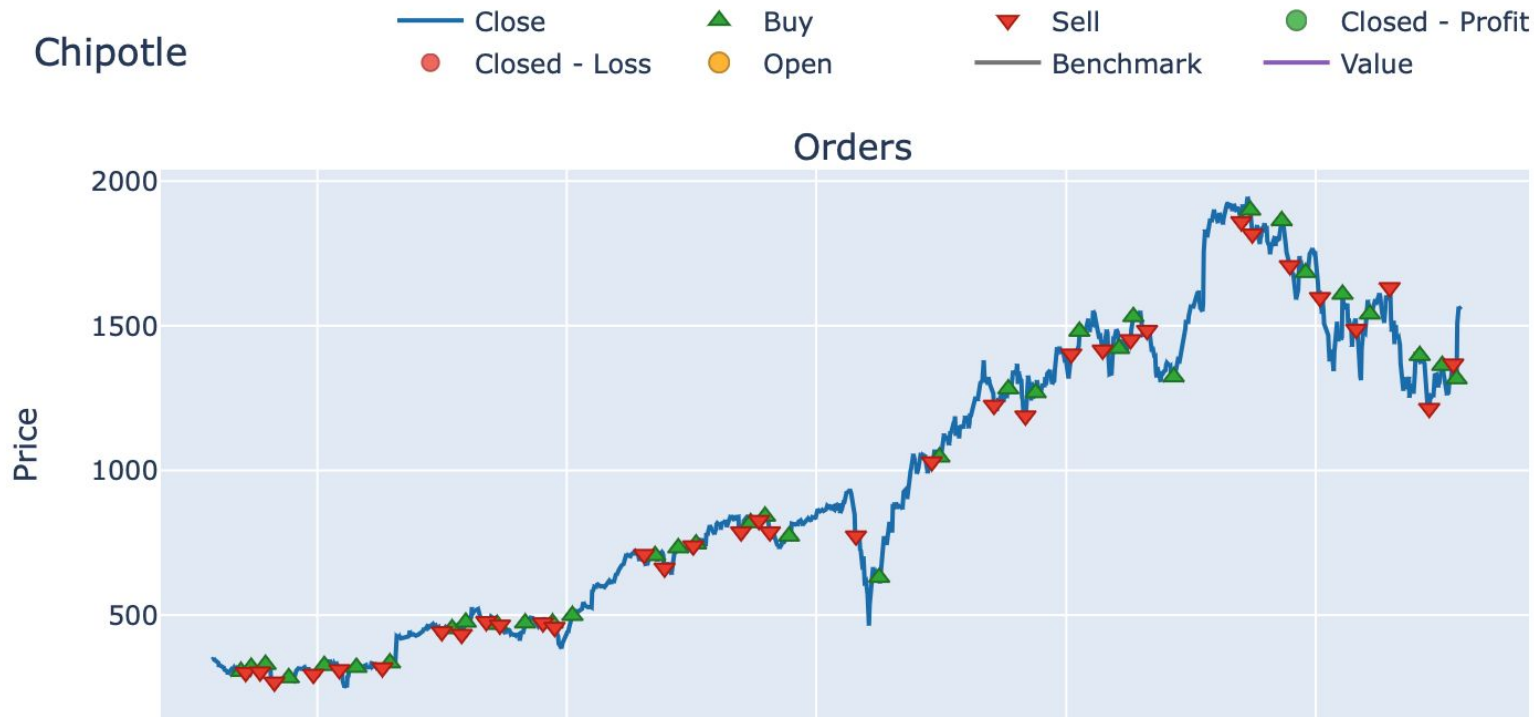 Chipotle
Close Buy Sell Closed - Profit
Closed - Loss Open Benchmark Value
Orders
2000
1500
1000
500
Price